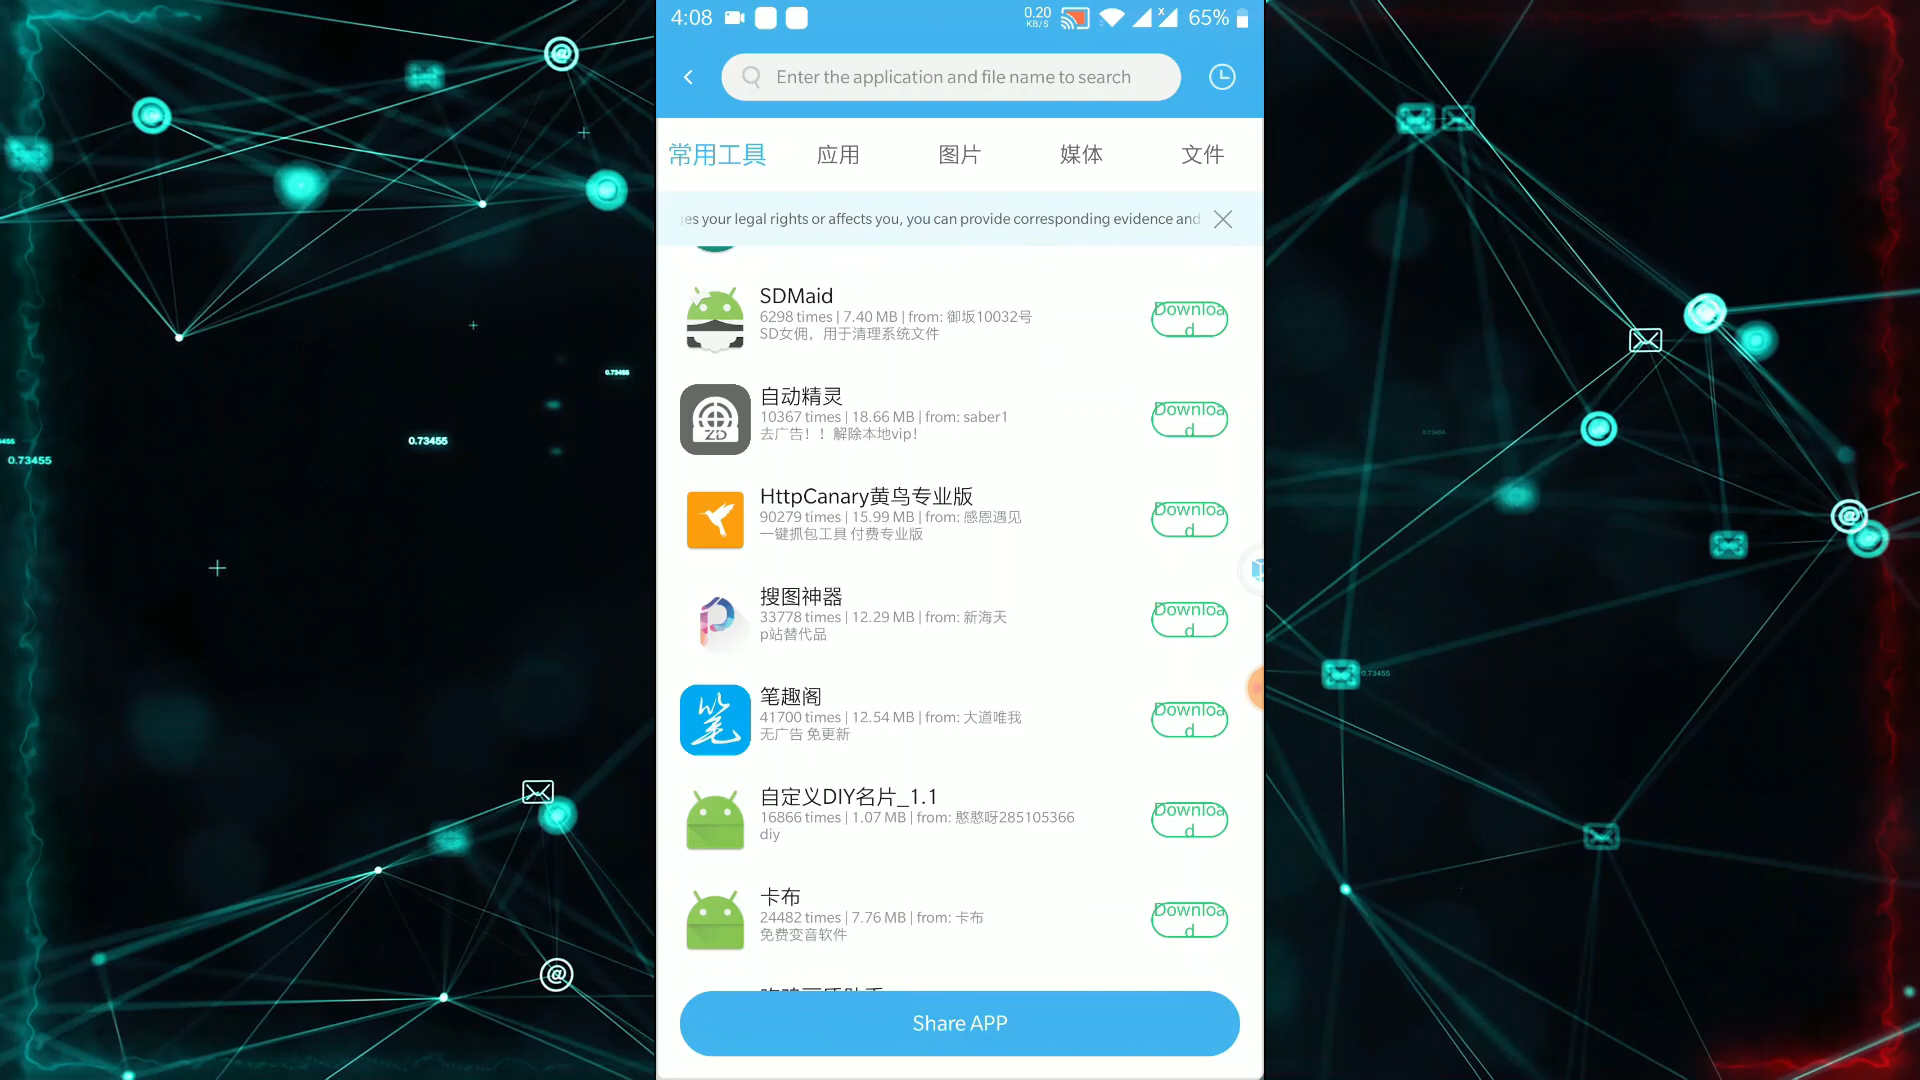 4:08
0.20
KB/S
x
65%
Enter the application and file name to search
常用工具
应用
图片
媒体
文件
es your legal rights or affects you, you can provide corresponding evidence and
SDMaid
6298 times | 7.40 MB | from: 御坂10032号
SD女佣，用于清理系统文件
Downloa
d
自动精灵
10367 times | 18.66 MB | from: saber1
去广告！！解除本地vip！
ZD
Downloa
d
HttpCanary黄鸟专业版
90279 times | 15.99 MB | from: 感恩遇见
一键抓包工具 付费专业版
Downloa
d
搜图神器
33778 times | 12.29 MB | from: 新海天
p站替代品
Downloa
d
笔
笔趣阁
41700 times | 12.54 MB | from: 大道唯我
无广告 免更新
Downloa
d
自定义DIY名片_1.1
16866 times | 1.07 MB | from: 憨憨呀285105366
diy
Downloa
d
卡布
24482 times | 7.76 MB | from: 卡布
免费变音软件
Downloa
d
Share APP
0.73455
0.73455
0.73455
0.73455